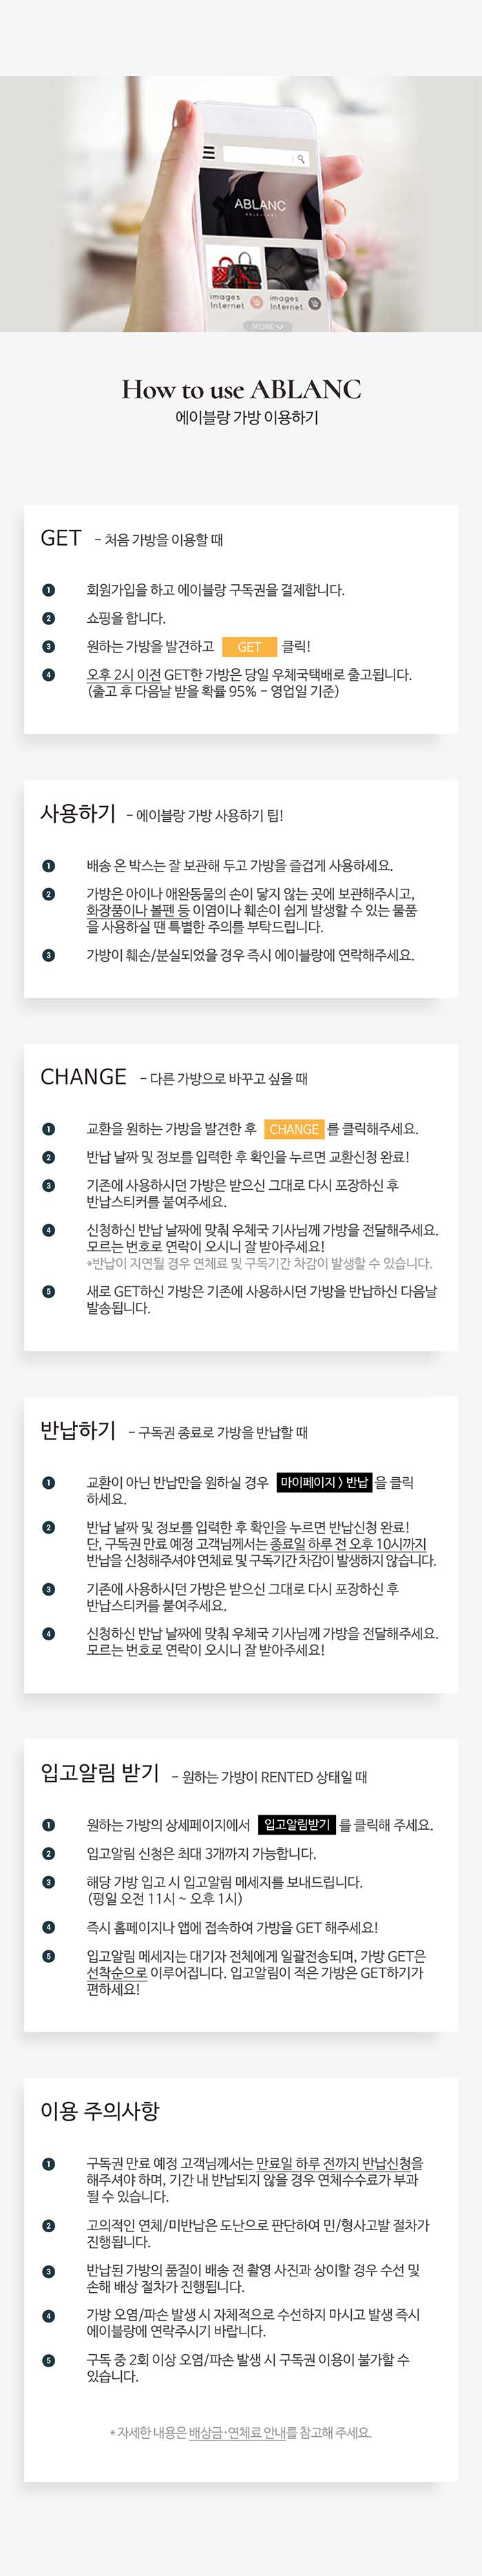 ABLANC
images
Internet
images
Internet
MORE
How to use ABLANC
에이블랑 가방 이용하기
GET - 처음 가방을 이용할 때
1 회원가입을 하고 에이블랑 구독권을 결제합니다.
2 쇼핑을 합니다.
3 원하는 가방을 발견하고 GET 클릭!
4 오후 2시 이전 GET한 가방은 당일 우체국택배로 출고됩니다.
(출고 후 다음날 받을 확률 95% - 영업일 기준)
사용하기 - 에이블랑 가방 사용하기 팁!
1 배송 온 박스는 잘 보관해 두고 가방을 즐겁게 사용하세요.
2 가방은 아이나 애완동물의 손이 닿지 않는 곳에 보관해주시고,
화장품이나 볼펜 등 이염이나 훼손이 쉽게 발생할 수 있는 물품
을 사용하실 땐 특별한 주의를 부탁드립니다.
3 가방이 훼손/분실되었을 경우 즉시 에이블랑에 연락해주세요.
CHANGE - 다른 가방으로 바꾸고 싶을 때
1 교환을 원하는 가방을 발견한 후 CHANGE 를 클릭해주세요.
2 반납 날짜 및 정보를 입력한 후 확인을 누르면 교환신청 완료!
3 기존에 사용하시던 가방은 받으신 그대로 다시 포장하신 후
반납스티커를 붙여주세요.
4 신청하신 반납 날짜에 맞춰 우체국 기사님께 가방을 전달해주세요.
모르는 번호로 연락이 오시니 잘 받아주세요!
*반납이 지연될 경우 연체료 및 구독기간 차감이 발생할 수 있습니다.
5 새로 GET하신 가방은 기존에 사용하시던 가방을 반납하신 다음날
발송됩니다.
반납하기 - 구독권 종료로 가방을 반납할 때
1 교환이 아닌 반납만을 원하실 경우 마이페이지 > 반납 을 클릭
하세요.
2 반납 날짜 및 정보를 입력한 후 확인을 누르면 반납신청 완료!
단, 구독권 만료 예정 고객님께서는 종료일 하루 전 오후 10시까지
반납을 신청해주셔야 연체료 및 구독기간 차감이 발생하지 않습니다.
3 기존에 사용하시던 가방은 받으신 그대로 다시 포장하신 후
반납스티커를 붙여주세요.
4 신청하신 반납 날짜에 맞춰 우체국 기사님께 가방을 전달해주세요.
모르는 번호로 연락이 오시니 잘 받아주세요!
입고알림 받기 - 원하는 가방이 RENTED 상태일 때
1 원하는 가방의 상세페이지에서 입고알림받기 를 클릭해 주세요.
2 입고알림 신청은 최대 3개까지 가능합니다.
3 해당 가방 입고 시 입고알림 메세지를 보내드립니다.
(평일 오전 11시 ~ 오후 1시)
4 즉시 홈페이지나 앱에 접속하여 가방을 GET 해주세요!
5 입고알림 메세지는 대기자 전체에게 일괄전송되며, 가방 GET은
선착순으로 이루어집니다. 입고알림이 적은 가방은 GET하기가
편하세요!
이용 주의사항
1 구독권 만료 예정 고객님께서는 만료일 하루 전까지 반납신청을
해주셔야 하며, 기간 내 반납되지 않을 경우 연체수수료가 부과
될 수 있습니다.
2 고의적인 연체/미반납은 도난으로 판단하여 민/형사고발 절차가
진행됩니다.
3 반납된 가방의 품질이 배송 전 촬영 사진과 상이할 경우 수선 및
손해 배상 절차가 진행됩니다.
4 가방 오염/파손 발생 시 자체적으로 수선하지 마시고 발생 즉시
에이블랑에 연락주시기 바랍니다.
5 구독 중 2회 이상 오염/파손 발생 시 구독권 이용이 불가할 수
있습니다.
* 자세한 내용은 배상금·연체료 안내를 참고해 주세요.